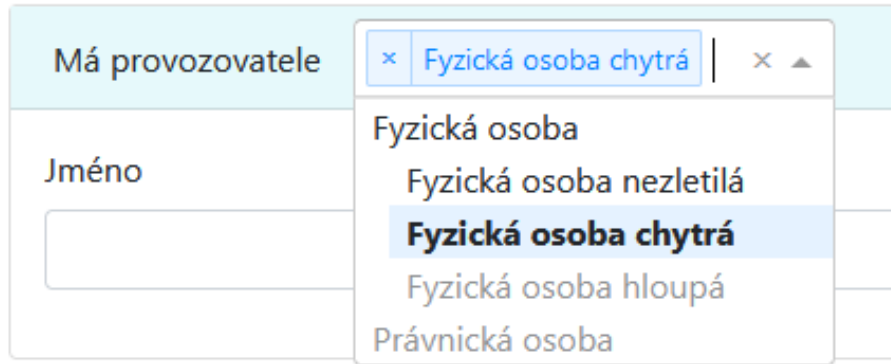 Má provozovatele
× Fyzická osoba chytrá ×
Fyzická osoba
Jméno
Fyzická osoba nezletilá
Fyzická osoba chytrá
Fyzická osoba hloupá
Právnická osoba